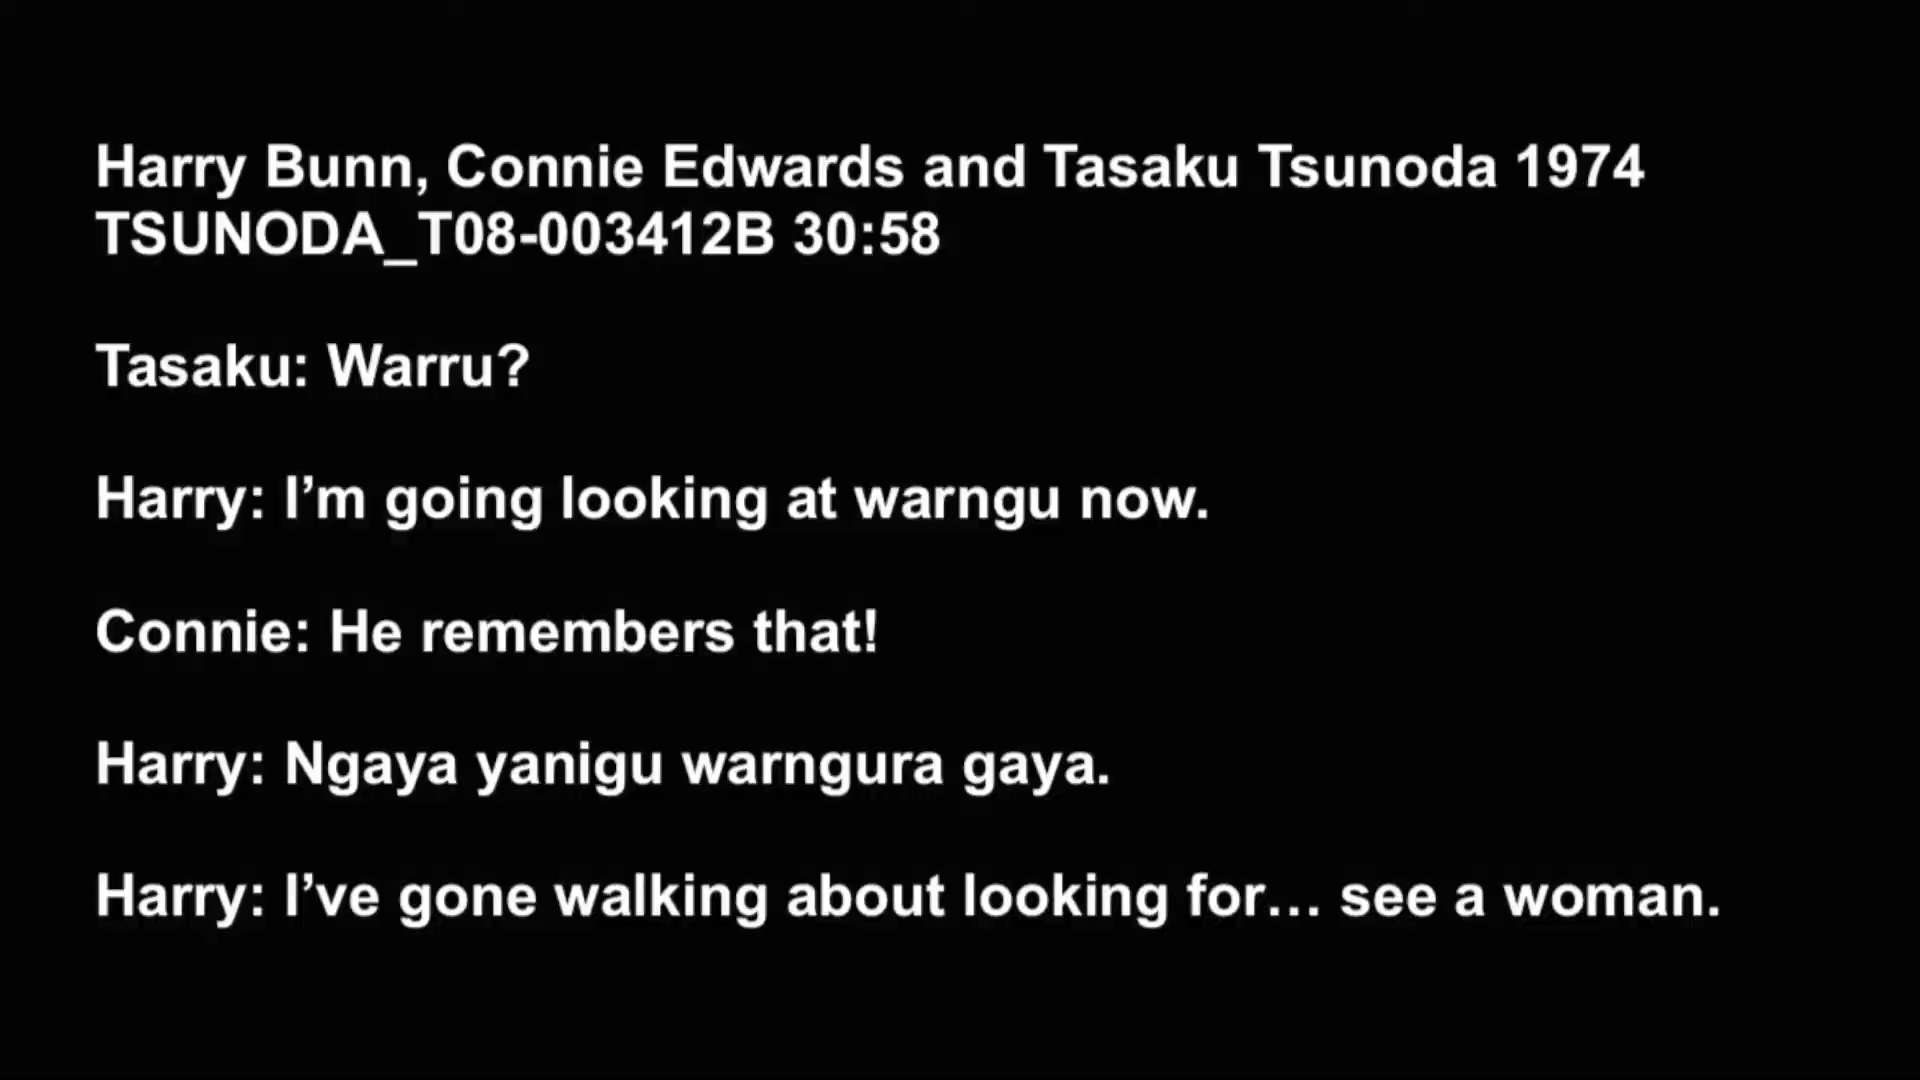 Harry Bunn, Connie Edwards and Tasaku Tsunoda 1974
TSUNODA_T08-003412B 30:58
Tasaku: Warru?
Harry: I’m going looking at warngu now.
Connie: He remembers that!
Harry: Ngaya yanigu warngura gaya.
Harry: I’ve gone walking about looking for… see a woman.